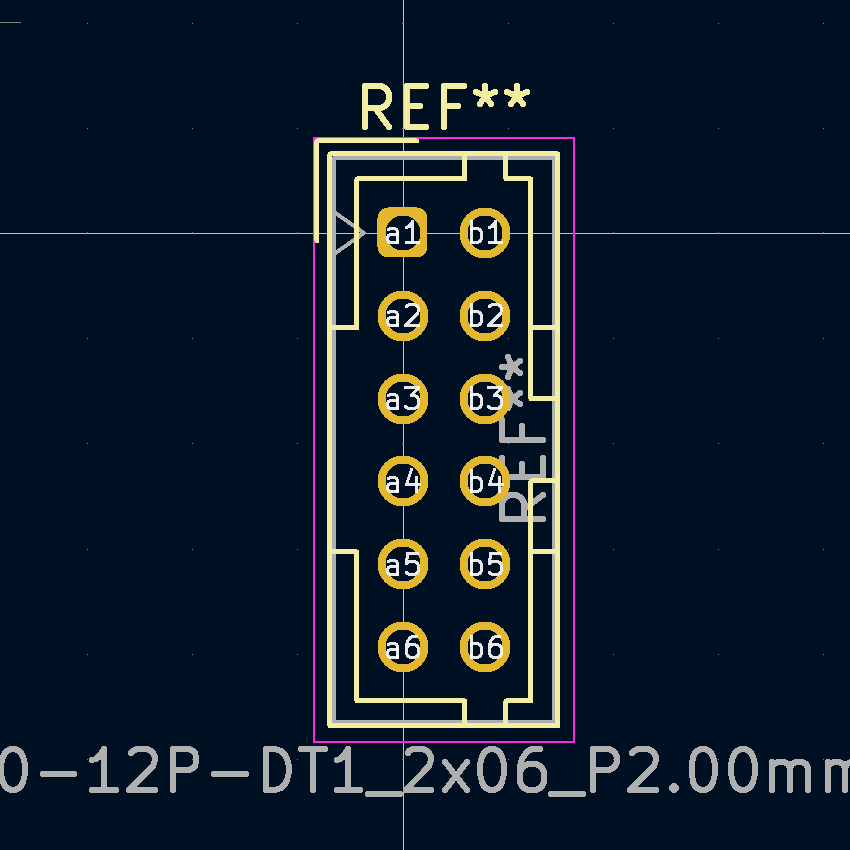 REF**
a1 b1
a2 b2
a3 b3
a4 b4
a5 b5
a6 b6
REF**
0-12P-DT1_2x06_P2.00mm